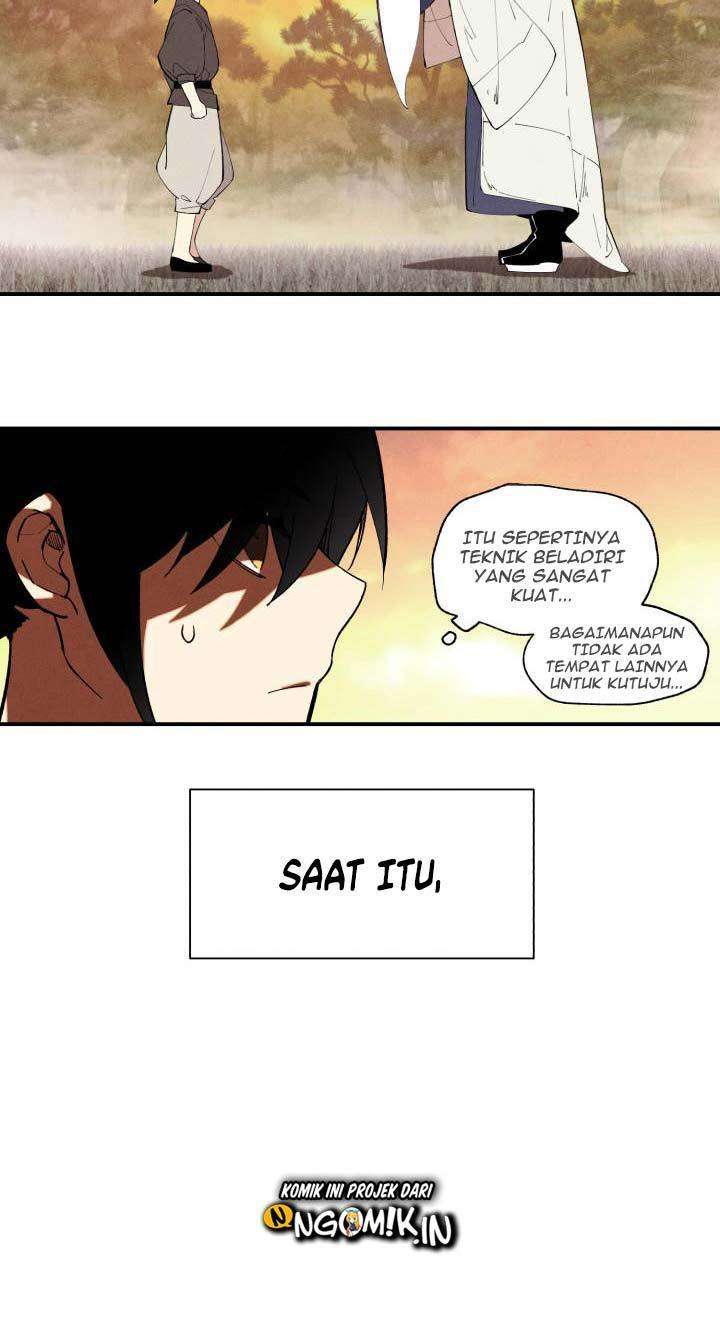 ITU SEPERTINYA
TEKNIK BELADIRI
YANG SANGAT
KUAT...
BAGAIMANAPUN
TIDAK ADA
TEMPAT LAINNYA
UNTUK KUTUJU...
SAAT ITU,
KOMIK INI PROJEK DARI
N NGOMIK.IN